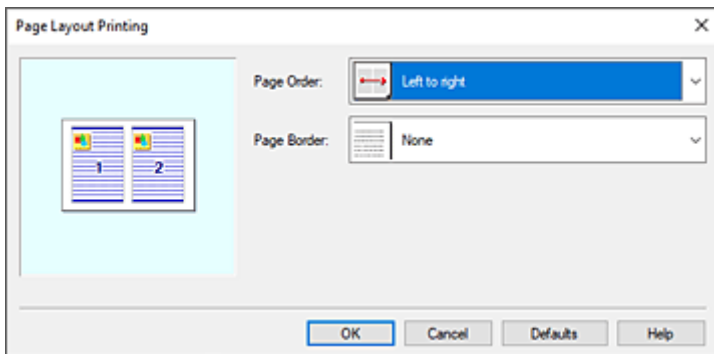 Page Layout Printing
Page Order: Left to right
Page Border: None
1 2
OK Cancel Defaults Help